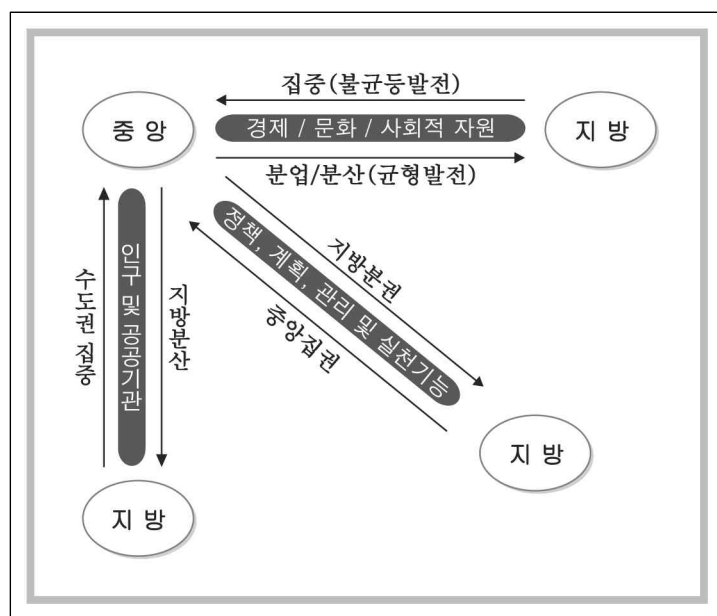 집중(불균등발전)
중앙
경제 / 문화 / 사회적 자원
지방
분업/분산(균형발전)
정책, 계획, 관리 및 실천기능
지방분권
중앙집권
수도권 집중
인구 및 공공기관
지방분산
지방
지방